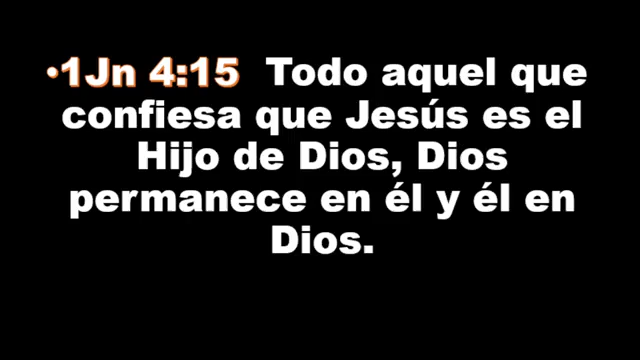 •1Jn 4:15  Todo aquel que
confiesa que Jesús es el
Hijo de Dios, Dios
permanece en él y él en
Dios.